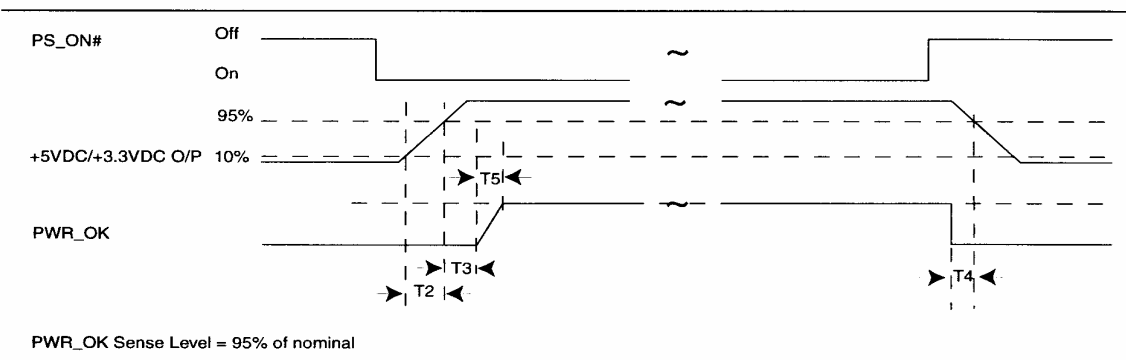 PS_ON#
Off
On
95%
+5VDC/+3.3VDC O/P
10%
T5
PWR_OK
T3
T2
T4
PWR_OK Sense Level = 95% of nominal